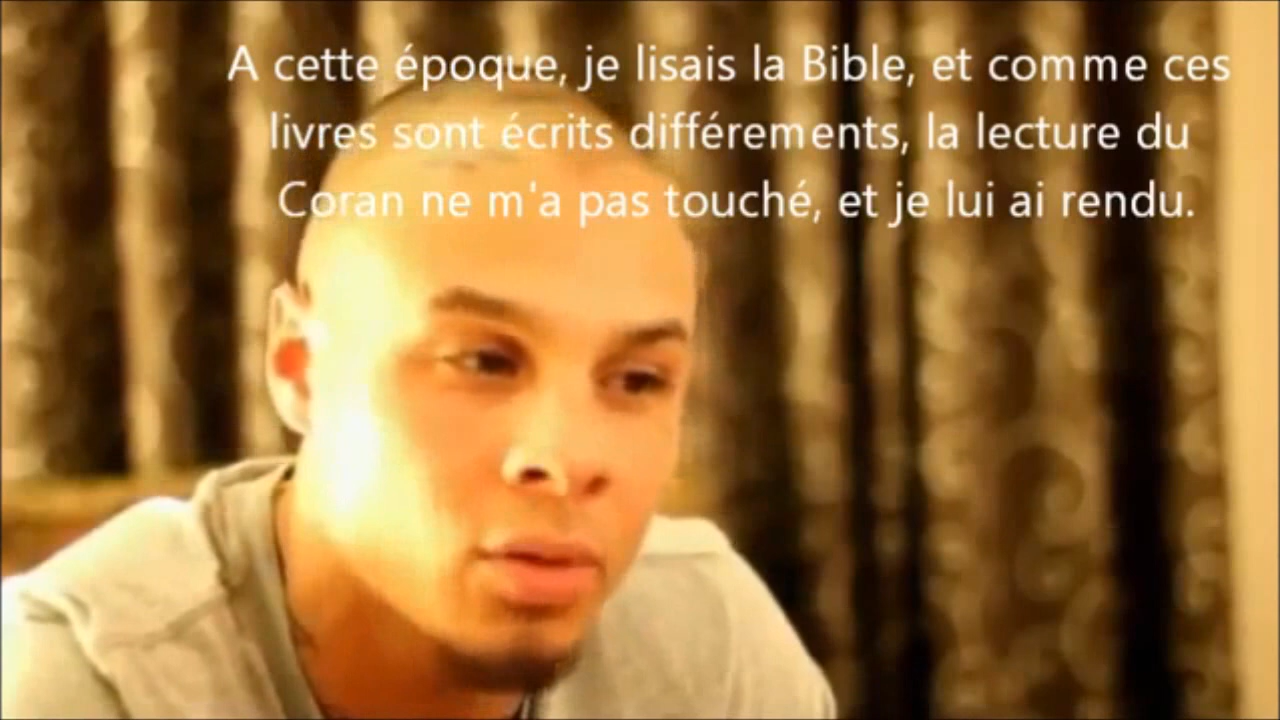 A cette époque, je lisais la Bible, et comme ces
livres sont écrits différements, la lecture du
Coran ne m'a pas touché, et je lui ai rendu.